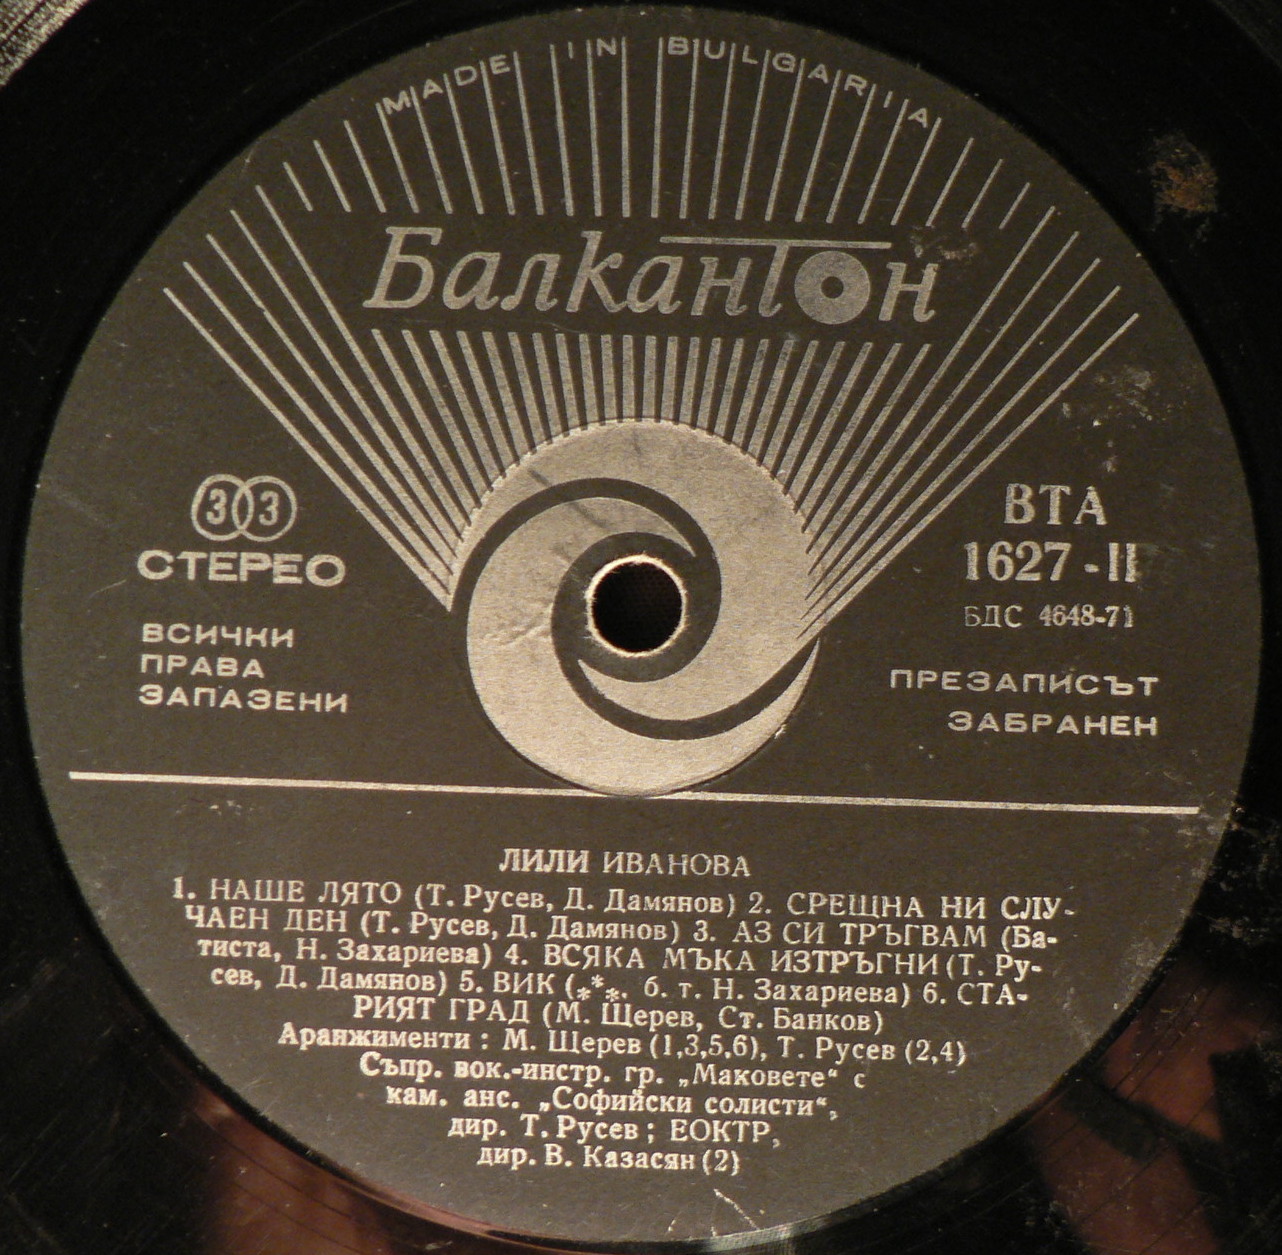 MADE IN BULGARIA
Балкантон
33
СТЕРЕО
ВСИЧКИ
ПРАВА
ЗАПАЗЕНИ
ВТА
1627-II
БДС 4648-71
ПРЕЗАПИСЪТ
ЗАБРАНЕН
ЛИЛИ ИВАНОВА
1. НАШЕ ЛЯТО (Т. Русев, Д. Дамянов) 2. СРЕЩНА НИ СЛУ-
ЧАЕН ДЕН (Т. Русев, Д. Дамянов) 3. АЗ СИ ТРЪГВАМ (Ба-
тиста, Н. Захариева) 4. ВСЯКА МЪКА ИЗТРЪГНИ (Т. Ру-
сев, Д. Дамянов) 5. ВИК (***. б. т. Н. Захариева) 6. СТА-
РИЯТ ГРАД (М. Щерев, Ст. Банков)
Аранжименти : М. Щерев (1,3,5,6), Т. Русев (2,4)
Съпр. вок.-инстр. гр. „Маковете“ с
кам. анс. „Софийски солисти“,
дир. Т. Русев ; ЕОКТР,
дир. В. Казасян (2)